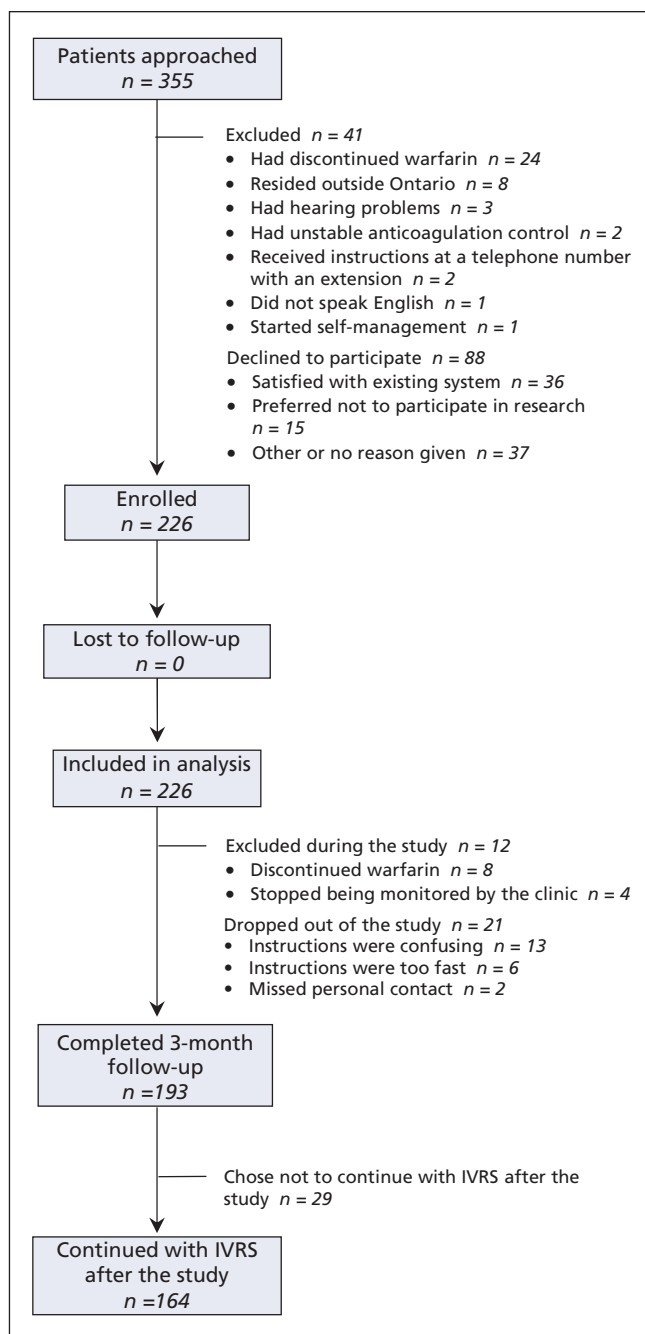 Patients approached
n = 355
Excluded n = 41
• Had discontinued warfarin n = 24
• Resided outside Ontario n = 8
• Had hearing problems n = 3
• Had unstable anticoagulation control n = 2
• Received instructions at a telephone number
with an extension n = 2
• Did not speak English n = 1
• Started self-management n = 1
Declined to participate n = 88
• Satisfied with existing system n = 36
• Preferred not to participate in research
n = 15
• Other or no reason given n = 37
Enrolled
n = 226
Lost to follow-up
n = 0
Included in analysis
n = 226
Excluded during the study n = 12
• Discontinued warfarin n = 8
• Stopped being monitored by the clinic n = 4
Dropped out of the study n = 21
• Instructions were confusing n = 13
• Instructions were too fast n = 6
• Missed personal contact n = 2
Completed 3-month
follow-up
n =193
Chose not to continue with IVRS after the
study n = 29
Continued with IVRS
after the study
n =164